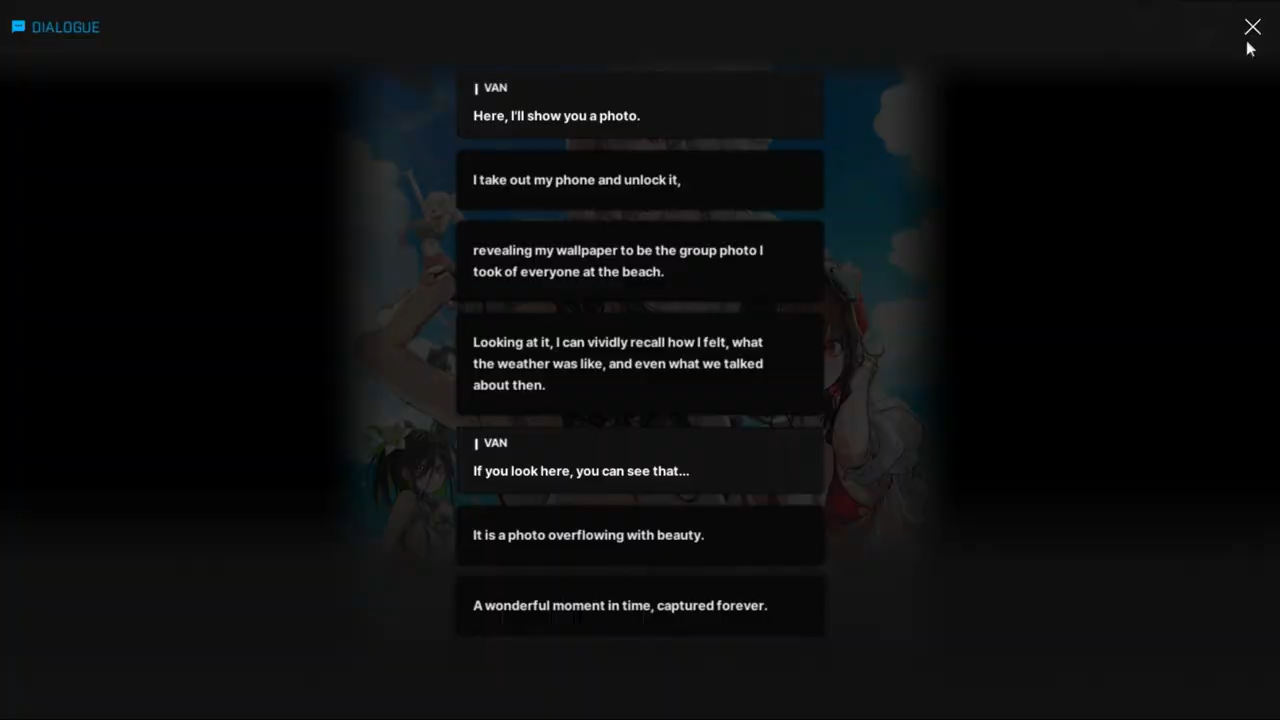 DIALOGUE
VAN
Here, I'll show you a photo.
I take out my phone and unlock it,
revealing my wallpaper to be the group photo I
took of everyone at the beach.
Looking at it, I can vividly recall how I felt, what
the weather was like, and even what we talked
about then.
VAN
If you look here, you can see that...
It is a photo overflowing with beauty.
A wonderful moment in time, captured forever.